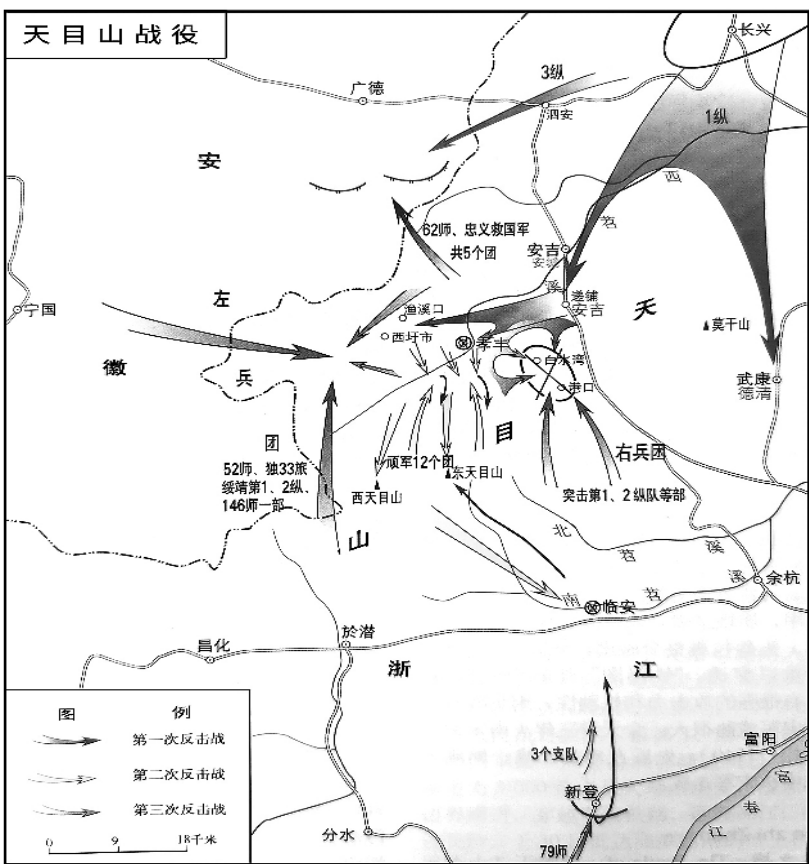 天目山战役
长兴
3纵
广德
泗安
1纵
安
西
苕
溪
62师、忠义救国军
共5个团
安吉
安城
递铺
安吉
天
左
宁国
渔溪口
莫干山
西圩市
孝丰
白水湾
徽
兵
港口
武康
德清
目
团
右兵团
52师、独33旅
绥靖第1、2纵、
146师一部
顽军12个团
东天目山
西天目山
突击第1、2纵队等部
山
北
苕
溪
南
苕
溪
余杭
临安
於潜
昌化
浙
江
图 例
第一次反击战
第二次反击战
第三次反击战
0 9 18千米
3个支队
富阳
新登
富
春
江
分水
79师